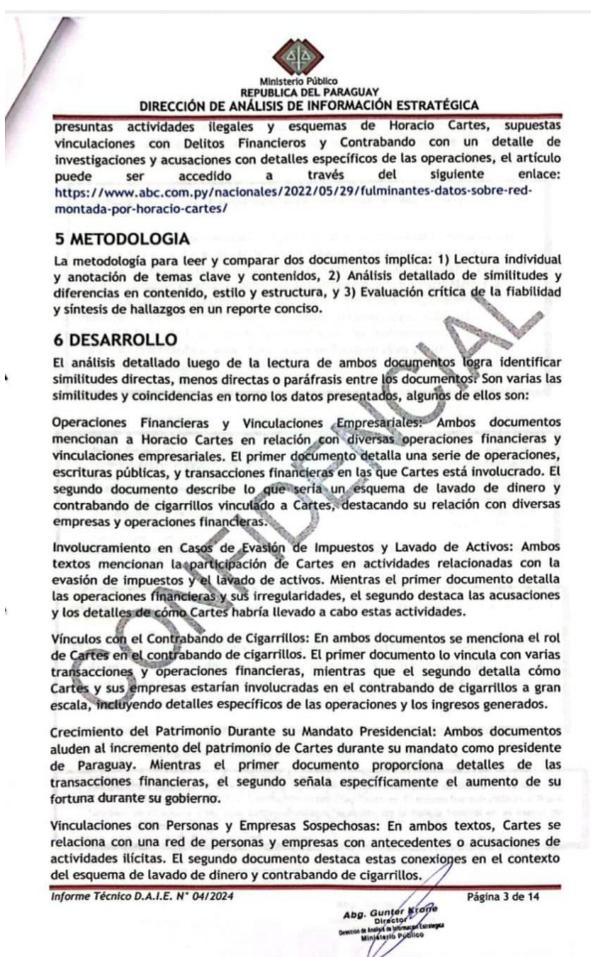 Ministerio Público
REPUBLICA DEL PARAGUAY
DIRECCIÓN DE ANÁLISIS DE INFORMACIÓN ESTRATÉGICA
presuntas actividades ilegales y esquemas de Horacio Cartes, supuestas
vinculaciones con Delitos Financieros y Contrabando con un detalle de
investigaciones y acusaciones con detalles específicos de las operaciones, el artículo
puede ser accedido a través del siguiente enlace:
https://www.abc.com.py/nacionales/2022/05/29/fulminantes-datos-sobre-red-
montada-por-horacio-cartes/
5 METODOLOGIA
La metodología para leer y comparar dos documentos implica: 1) Lectura individual
y anotación de temas clave y contenidos, 2) Análisis detallado de similitudes y
diferencias en contenido, estilo y estructura, y 3) Evaluación crítica de la fiabilidad
y síntesis de hallazgos en un reporte conciso.
6 DESARROLLO
El análisis detallado luego de la lectura de ambos documentos logra identificar
similitudes directas, menos directas o paráfrasis entre los documentos. Son varias las
similitudes y coincidencias en torno los datos presentados, algunos de ellos son:
Operaciones Financieras y Vinculaciones Empresariales: Ambos documentos
mencionan a Horacio Cartes en relación con diversas operaciones financieras y
vinculaciones empresariales. El primer documento detalla una serie de operaciones,
escrituras públicas, y transacciones financieras en las que Cartes está involucrado. El
segundo documento describe lo que sería un esquema de lavado de dinero y
contrabando de cigarrillos vinculado a Cartes, destacando su relación con diversas
empresas y operaciones financieras.
Involucramiento en Casos de Evasión de Impuestos y Lavado de Activos: Ambos
textos mencionan la participación de Cartes en actividades relacionadas con la
evasión de impuestos y el lavado de activos. Mientras el primer documento detalla
las operaciones financieras y sus irregularidades, el segundo destaca las acusaciones
y los detalles de cómo Cartes habría llevado a cabo estas actividades.
Vínculos con el Contrabando de Cigarrillos: En ambos documentos se menciona el rol
de Cartes en el contrabando de cigarrillos. El primer documento lo vincula con varias
transacciones y operaciones financieras, mientras que el segundo detalla cómo
Cartes y sus empresas estarían involucradas en el contrabando de cigarrillos a gran
escala, incluyendo detalles específicos de las operaciones y los ingresos generados.
Crecimiento del Patrimonio Durante su Mandato Presidencial: Ambos documentos
aluden al incremento del patrimonio de Cartes durante su mandato como presidente
de Paraguay. Mientras el primer documento proporciona detalles de las
transacciones financieras, el segundo señala específicamente el aumento de su
fortuna durante su gobierno.
Vinculaciones con Personas y Empresas Sospechosas: En ambos textos, Cartes se
relaciona con una red de personas y empresas con antecedentes o acusaciones de
actividades ilícitas. El segundo documento destaca estas conexiones en el contexto
del esquema de lavado de dinero y contrabando de cigarrillos.
CONFIDENCIAL
Informe Técnico D.A.I.E. N° 04/2024 Página 3 de 14
Abg. Gunter Krone
Director
Dirección de Análisis de Información Estratégica
Ministerio Público